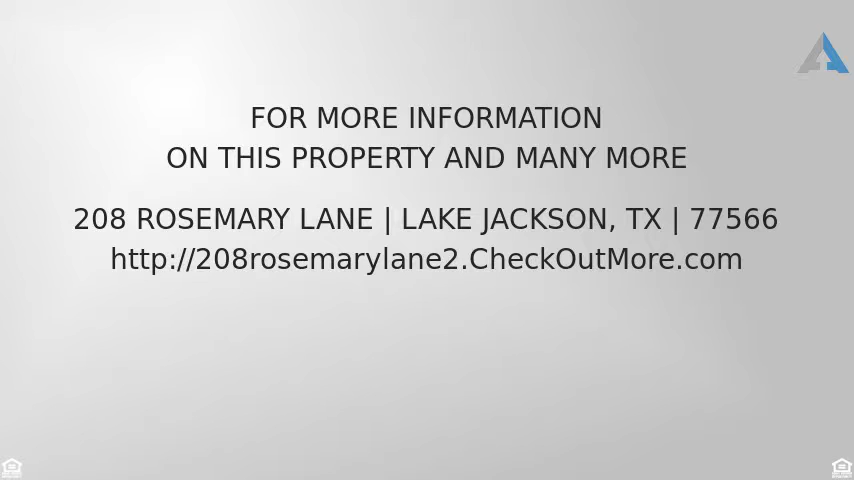 FOR MORE INFORMATION
ON THIS PROPERTY AND MANY MORE
208 ROSEMARY LANE | LAKE JACKSON, TX | 77566
http://208rosemarylane2.CheckOutMore.com